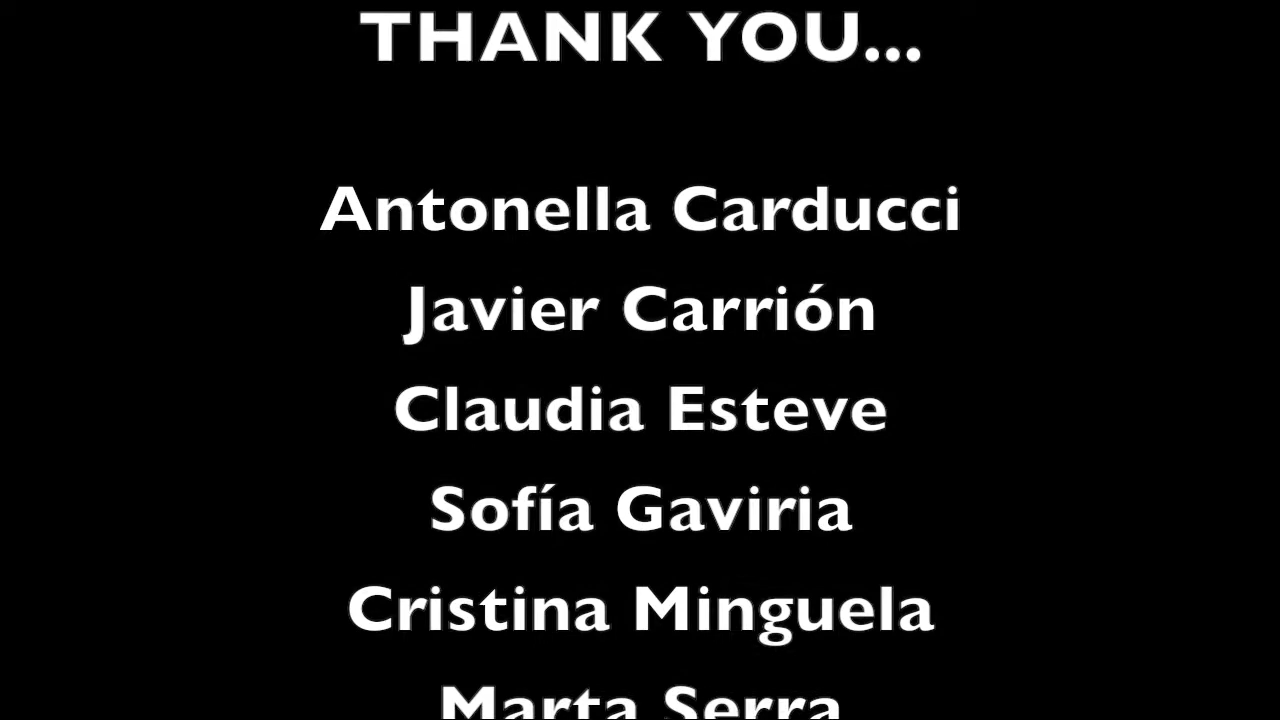 THANK YOU...
Antonella Carducci
Javier Carrión
Claudia Esteve
Sofía Gaviria
Cristina Minguela
Marta Serra